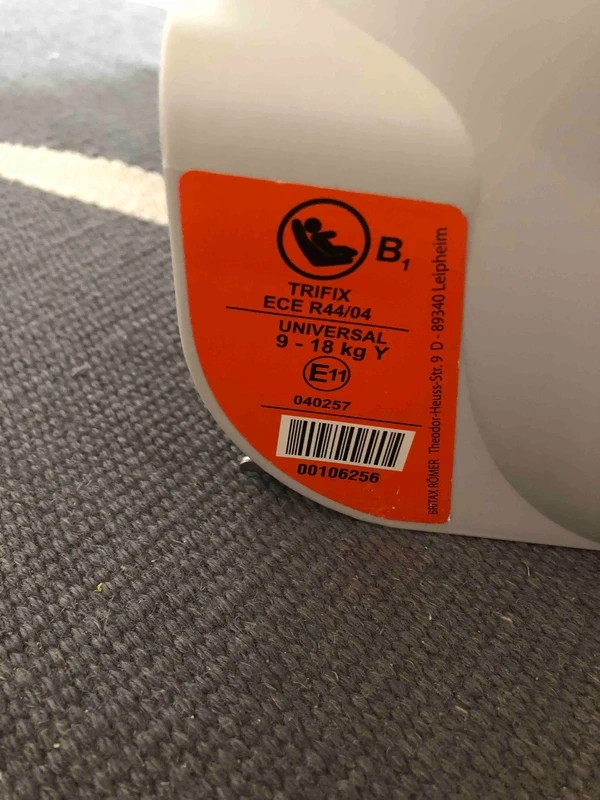 B1
TRIFIX
ECE R44/04
UNIVERSAL
9 - 18 kg Y
E11
040257
00106256
BRITAX RÖMER Theodor-Heuss-Str. 9 D - 89340 Leipheim